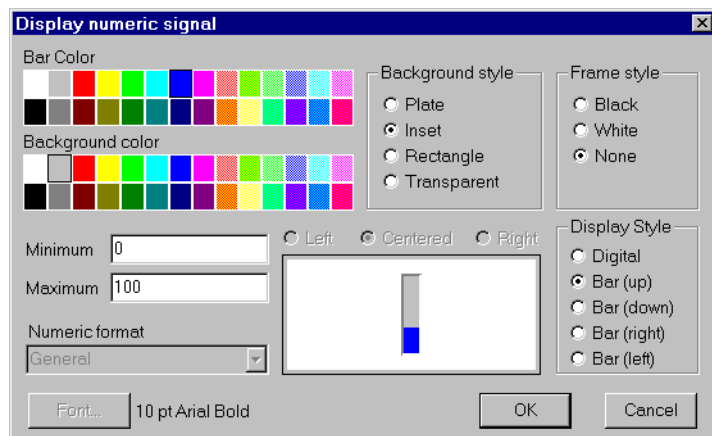 Display numeric signal
Bar Color
Background color
Background style
Plate
Inset
Rectangle
Transparent
Frame style
Black
White
None
Minimum 0
Maximum 100
Numeric format
General
Left Centered Right
Display Style
Digital
Bar (up)
Bar (down)
Bar (right)
Bar (left)
Font... 10 pt Arial Bold
OK Cancel